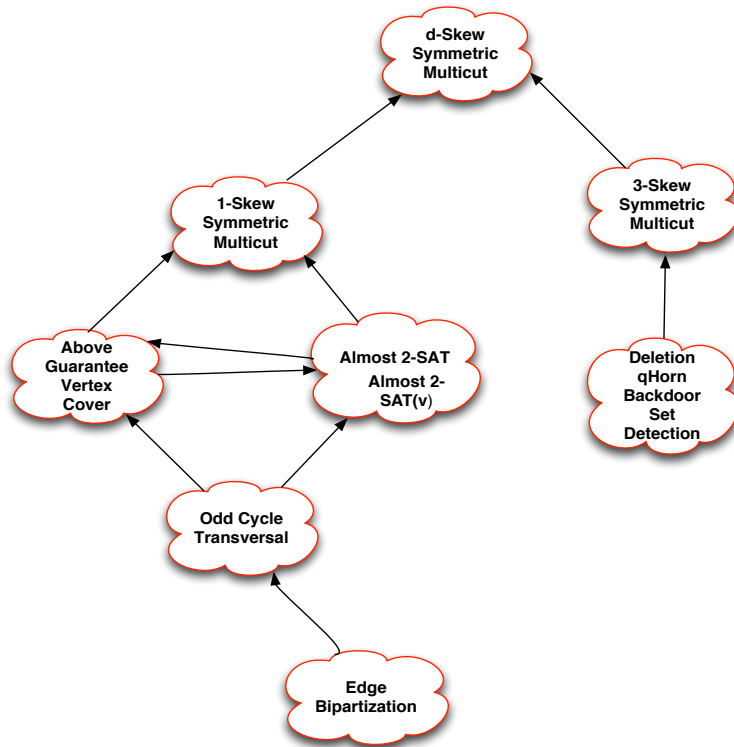 d-Skew
Symmetric
Multicut
1-Skew
Symmetric
Multicut
3-Skew
Symmetric
Multicut
Above
Guarantee
Vertex
Cover
Almost 2-SAT
Almost 2-
SAT(v)
Deletion
qHorn
Backdoor
Set
Detection
Odd Cycle
Transversal
Edge
Bipartization